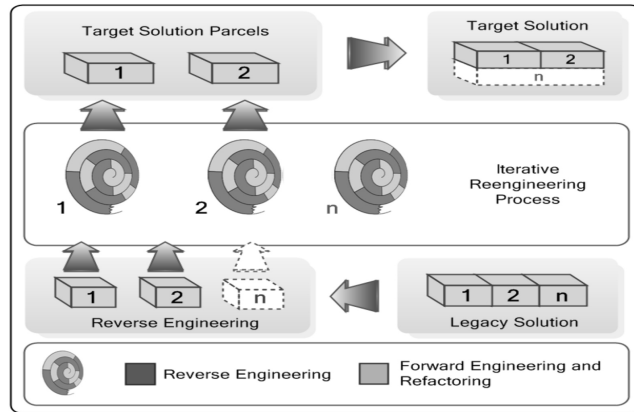 Target Solution Parcels
1
2
Target Solution
1
2
n
1
2
n
Iterative
Reengineering
Process
1
2
n
Reverse Engineering
1
2
n
Legacy Solution
Reverse Engineering
Forward Engineering and
Refactoring